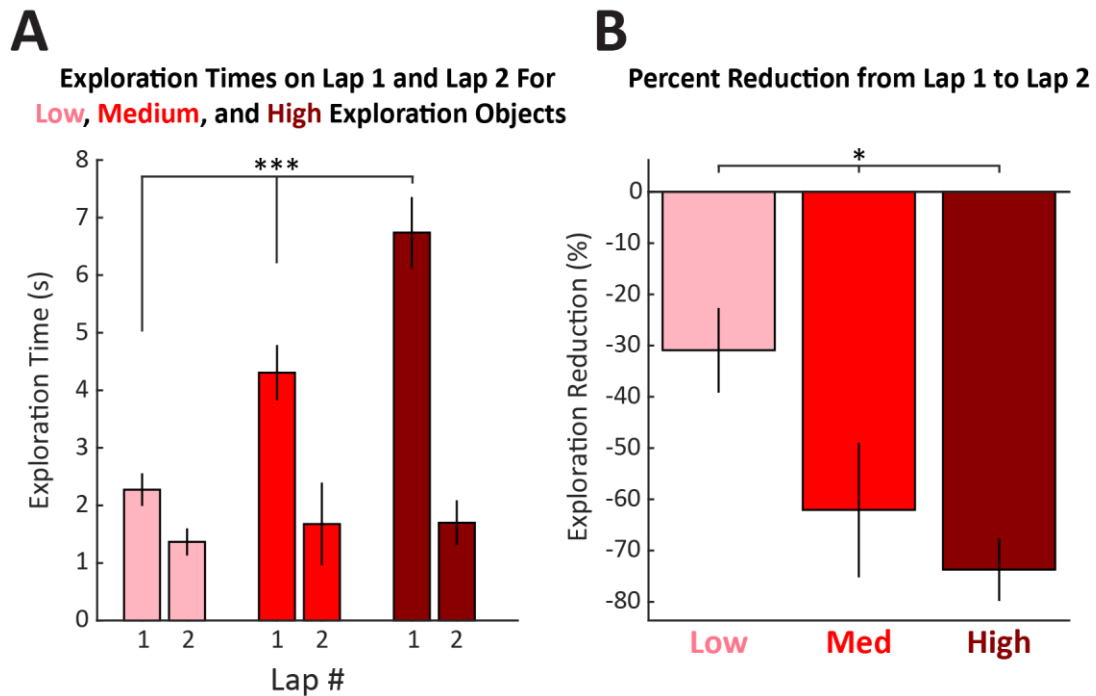 A
Exploration Times on Lap 1 and Lap 2 For
Low, Medium, and High Exploration Objects
***
Exploration Time (s)
8
7
6
5
4
3
2
1
0
1 2 1 2 1 2
Lap #
B
Percent Reduction from Lap 1 to Lap 2
*
Exploration Reduction (%)
0
-10
-20
-30
-40
-50
-60
-70
-80
Low Med High